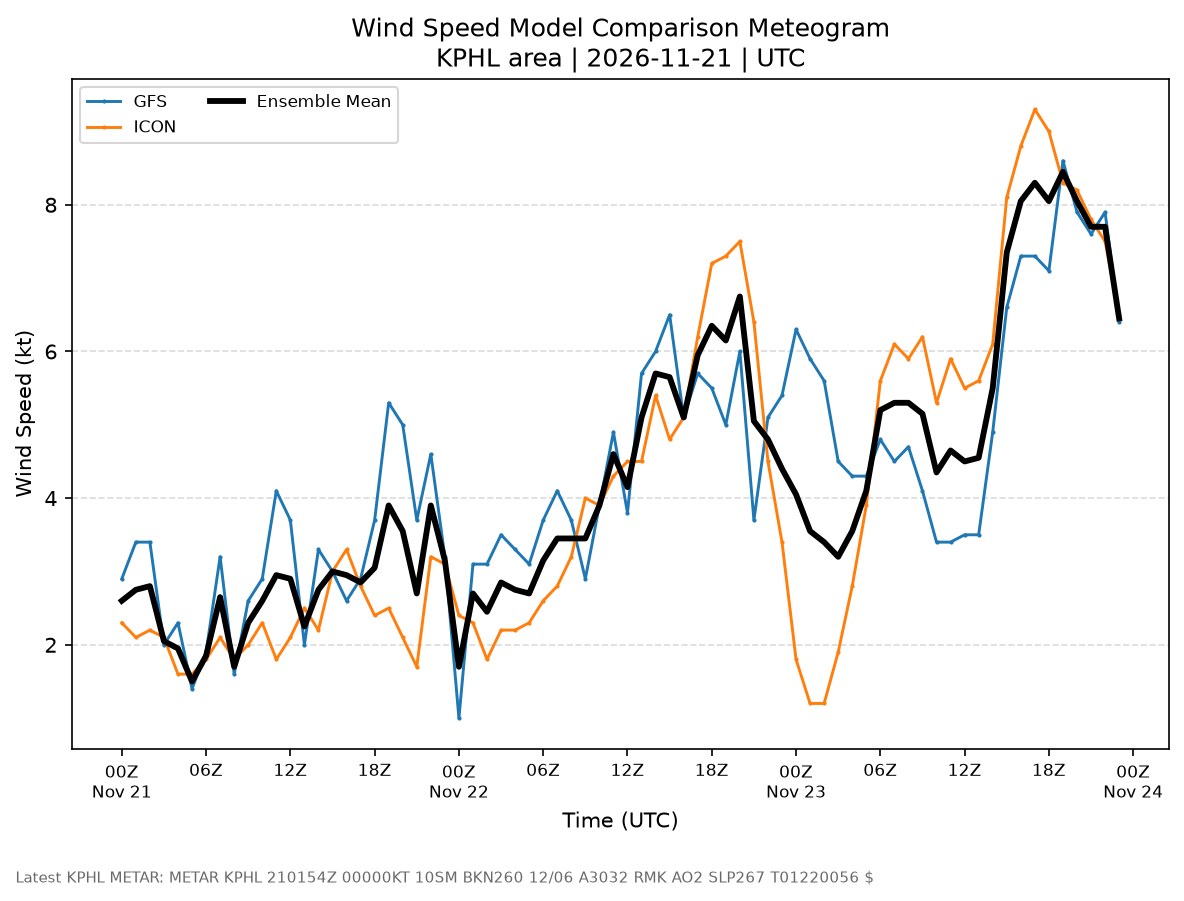 Wind Speed Model Comparison Meteogram
KPHL area | 2026-11-21 | UTC
GFS
ICON
Ensemble Mean
Wind Speed (kt)
8
6
4
2
00Z 06Z 12Z 18Z 00Z 06Z 12Z 18Z 00Z 06Z 12Z 18Z 00Z
Nov 21 Nov 22 Nov 23 Nov 24
Time (UTC)
Latest KPHL METAR: METAR KPHL 210154Z 00000KT 10SM BKN260 12/06 A3032 RMK AO2 SLP267 T01220056 $